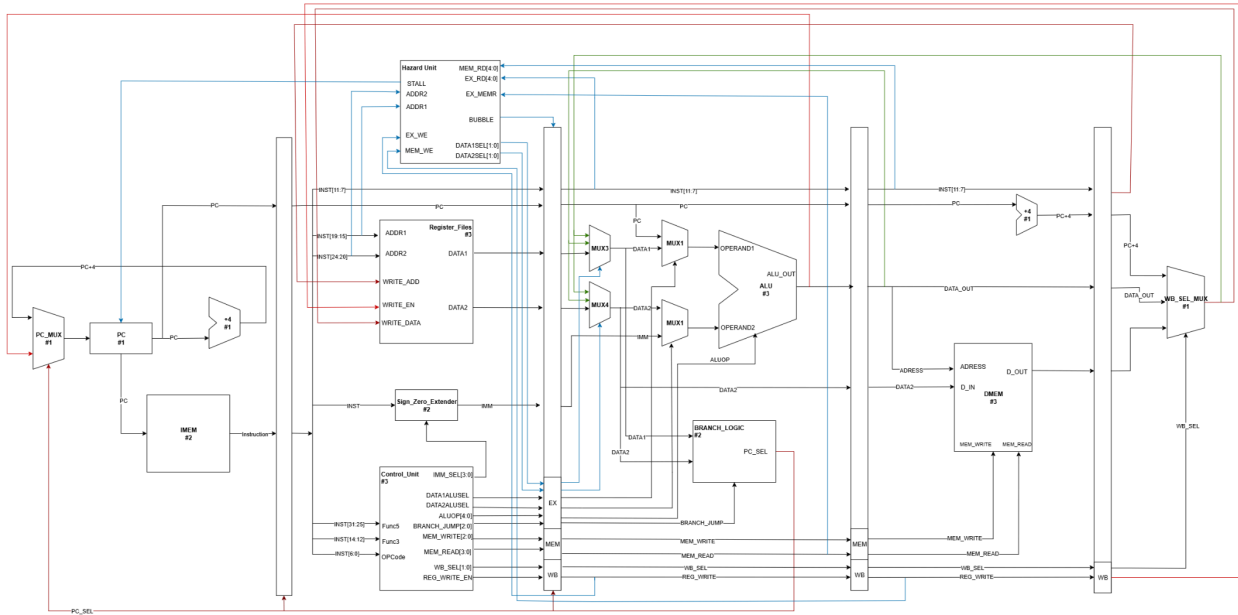 Hazard Unit
MEM_RD[4:0]
EX_RD[4:0]
STALL
ADDR2
EX_MEMR
ADDR1
BUBBLE
EX_WE
DATA1SEL[1:0]
MEM_WE
DATA2SEL[1:0]
INST[11:7]
INST[11:7]
INST[11:7]
PC
PC
PC
PC
PC
+4
#1
PC+4
Register_Files
#3
INST[19:15]
ADDR1
INST[24:20]
ADDR2
DATA1
WRITE_ADD
WRITE_EN
DATA2
WRITE_DATA
MUX3
DATA1
MUX1
OPERAND1
ALU_OUT
ALU
#3
MUX4
DATA2
MUX1
OPERAND2
IMM
ALUOP
PC+4
PC+4
DATA_OUT
DATA_OUT
WB_SEL_MUX
#1
PC_MUX
#1
PC
#1
PC
+4
#1
PC
IMEM
#2
Instruction
INST
Sign_Zero_Extender
#2
IMM
DATA2
ADRESS
DATA2
ADRESS
D_OUT
D_IN
DMEM
#3
MEM_WRITE
MEM_READ
WB_SEL
DATA1
DATA2
BRANCH_LOGIC
#2
PC_SEL
Control_Unit
#3
IMM_SEL[3:0]
DATA1ALUSEL
DATA2ALUSEL
ALUOP[4:0]
BRANCH_JUMP[2:0]
MEM_WRITE[2:0]
MEM_READ[3:0]
WB_SEL[1:0]
REG_WRITE_EN
INST[31:25]
Func5
INST[14:12]
Func3
INST[6:0]
OPCode
EX
MEM
WB
BRANCH_JUMP
MEM_WRITE
MEM_READ
WB_SEL
REG_WRITE
MEM
WB
MEM_WRITE
MEM_READ
WB_SEL
REG_WRITE
WB
PC_SEL